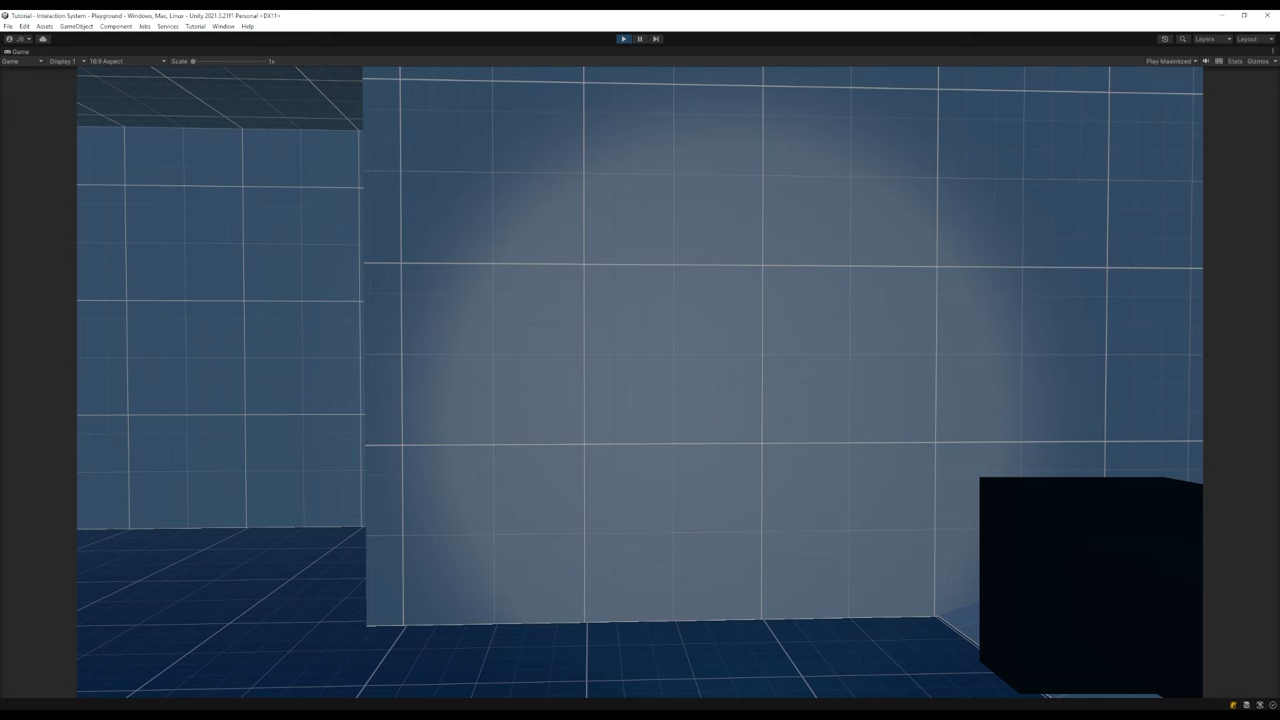 Tutorial - Interaction System - Playground - Windows, Mac, Linux - Unity 2021.3.21f1 Personal <DX11>
File Edit Assets GameObject Component Jobs Services Tutorial Window Help
JB Layers Layout
Game
Game Display 1 16:9 Aspect Scale 1x Play Maximized Stats Gizmos